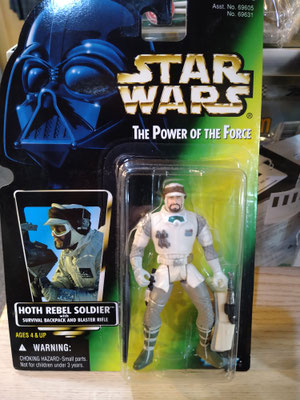 Asst. No. 69605
No. 69631
STAR
WARS
THE POWER OF THE FORCE
HOTH REBEL SOLDIER
WITH
SURVIVAL BACKPACK AND BLASTER RIFLE
AGES 4 & UP
WARNING:
CHOKING HAZARD-Small parts.
Not for children under 3 years.